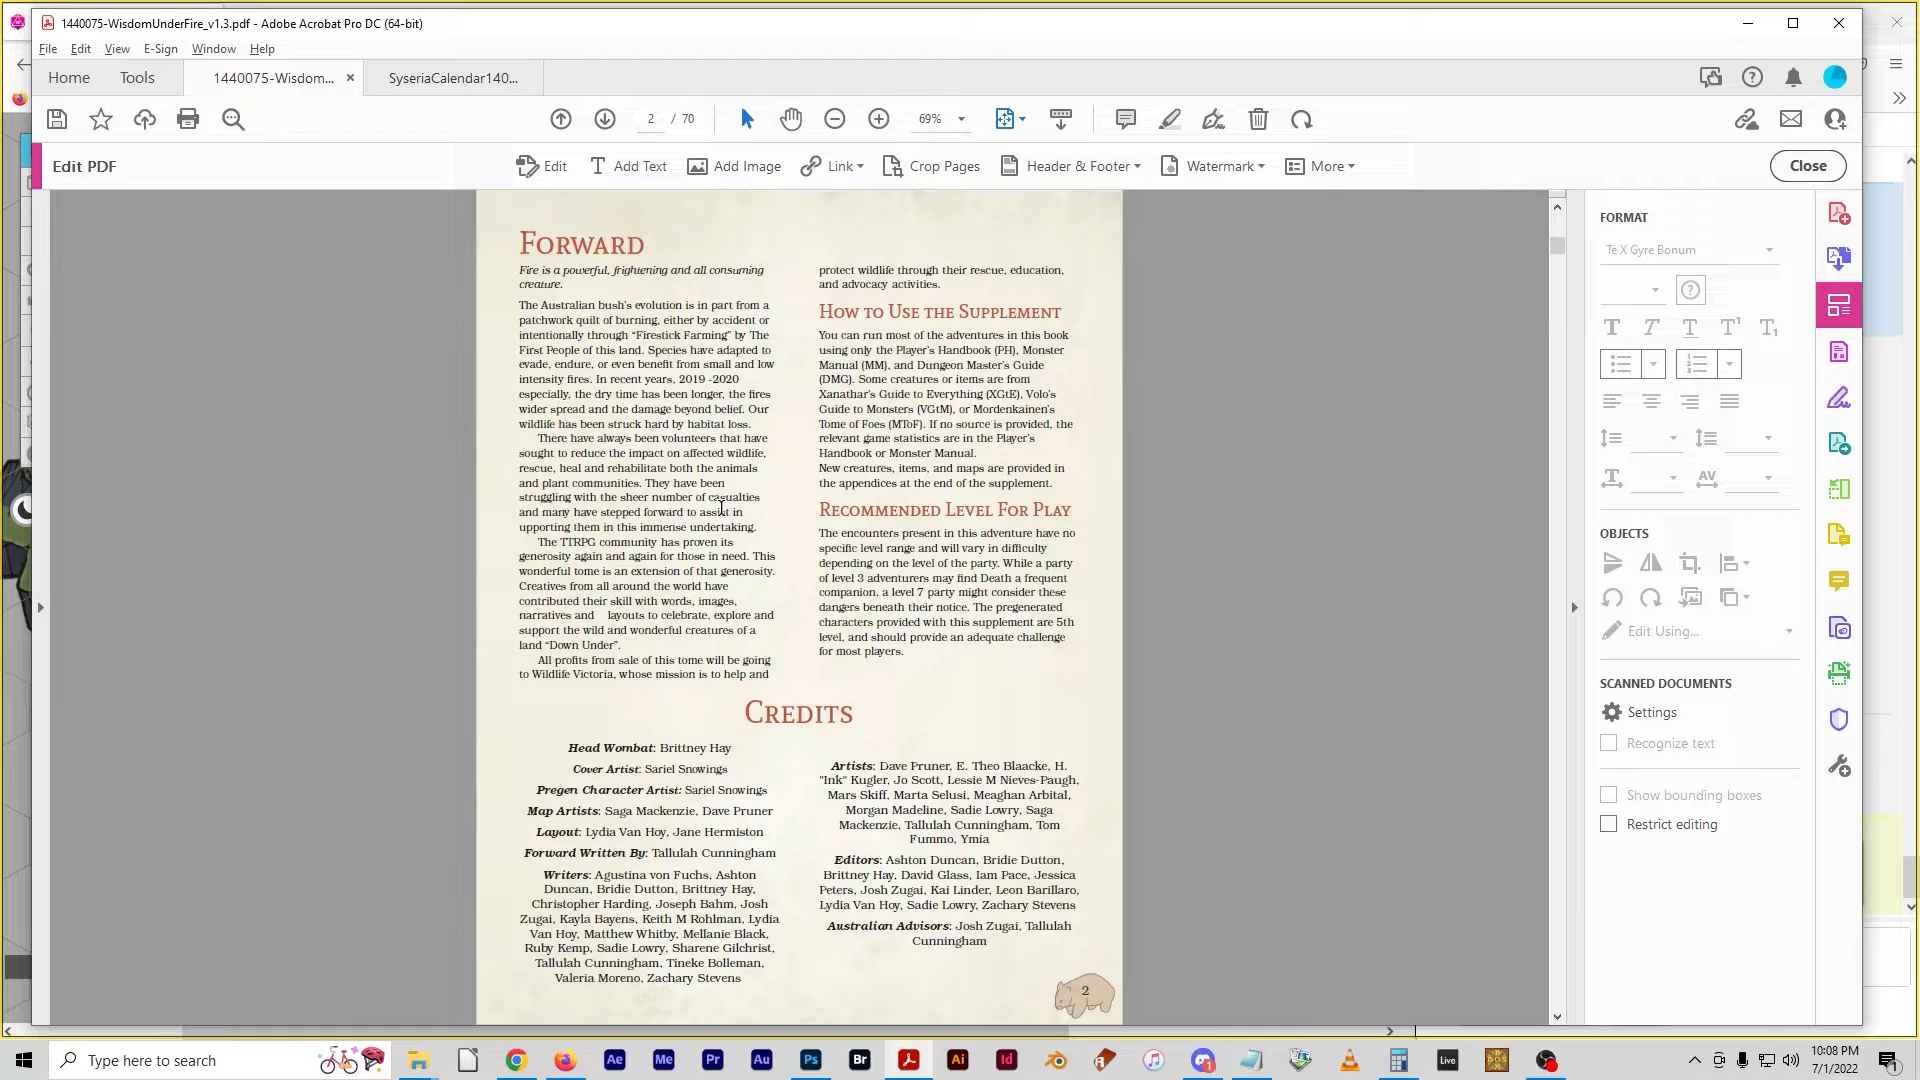 1440075-WisdomUnderFire_v1.3.pdf - Adobe Acrobat Pro DC (64-bit)
File Edit View E-Sign Window Help
Home Tools 1440075-Wisdom... SyseriaCalendar140...
2 / 70 69%
Edit PDF Edit Add Text Add Image Link Crop Pages Header & Footer Watermark More Close
FORWARD
Fire is a powerful, frightening and all consuming
creature.
The Australian bush's evolution is in part from a
patchwork quilt of burning, either by accident or
intentionally through “Firestick Farming” by The
First People of this land. Species have adapted to
evade, endure, or even benefit from small and low
intensity fires. In recent years, 2019 -2020
especially, the dry time has been longer, the fires
wider spread and the damage beyond belief. Our
wildlife has been struck hard by habitat loss.
There have always been volunteers that have
sought to reduce the impact on affected wildlife,
rescue, heal and rehabilitate both the animals
and plant communities. They have been
struggling with the sheer number of casualties
and many have stepped forward to assist in
upporting them in this immense undertaking.
The TTRPG community has proven its
generosity again and again for those in need. This
wonderful tome is an extension of that generosity.
Creatives from all around the world have
contributed their skill with words, images,
narratives and layouts to celebrate, explore and
support the wild and wonderful creatures of a
land “Down Under”.
All profits from sale of this tome will be going
to Wildlife Victoria, whose mission is to help and
protect wildlife through their rescue, education,
and advocacy activities.
HOW TO USE THE SUPPLEMENT
You can run most of the adventures in this book
using only the Player's Handbook (PH), Monster
Manual (MM), and Dungeon Master's Guide
(DMG). Some creatures or items are from
Xanathar's Guide to Everything (XGtE), Volo's
Guide to Monsters (VGtM), or Mordenkainen's
Tome of Foes (MToF). If no source is provided, the
relevant game statistics are in the Player's
Handbook or Monster Manual.
New creatures, items, and maps are provided in
the appendices at the end of the supplement.
RECOMMENDED LEVEL FOR PLAY
The encounters present in this adventure have no
specific level range and will vary in difficulty
depending on the level of the party. While a party
of level 3 adventurers may find Death a frequent
companion, a level 7 party might consider these
dangers beneath their notice. The pregenerated
characters provided with this supplement are 5th
level, and should provide an adequate challenge
for most players.
CREDITS
Head Wombat: Brittney Hay
Cover Artist: Sariel Snowings
Pregen Character Artist: Sariel Snowings
Map Artists: Saga Mackenzie, Dave Pruner
Layout: Lydia Van Hoy, Jane Hermiston
Forward Written By: Tallulah Cunningham
Writers: Agustina von Fuchs, Ashton
Duncan, Bridie Dutton, Brittney Hay,
Christopher Harding, Joseph Bahm, Josh
Zugai, Kayla Bayens, Keith M Rohlman, Lydia
Van Hoy, Matthew Whitby, Mellanie Black,
Ruby Kemp, Sadie Lowry, Sharene Gilchrist,
Tallulah Cunningham, Tineke Bolleman,
Valeria Moreno, Zachary Stevens
Artists: Dave Pruner, E. Theo Blaacke, H.
"Ink" Kugler, Jo Scott, Lessie M Nieves-Paugh,
Mars Skiff, Marta Selusi, Meaghan Arbital,
Morgan Madeline, Sadie Lowry, Saga
Mackenzie, Tallulah Cunningham, Tom
Fummo, Ymia
Editors: Ashton Duncan, Bridie Dutton,
Brittney Hay, David Glass, Iam Pace, Jessica
Peters, Josh Zugai, Kai Linder, Leon Barillaro,
Lydia Van Hoy, Sadie Lowry, Zachary Stevens
Australian Advisors: Josh Zugai, Tallulah
Cunningham
2
FORMAT
Te X Gyre Bonum
OBJECTS
Edit Using...
SCANNED DOCUMENTS
Settings
Recognize text
Show bounding boxes
Restrict editing
Type here to search
Ae Me Pr Au Ps Br Ai Id Live
10:08 PM
7/1/2022